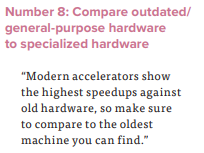 Number 8: Compare outdated/
general-purpose hardware
to specialized hardware
“Modern accelerators show
the highest speedups against
old hardware, so make sure
to compare to the oldest
machine you can find.”